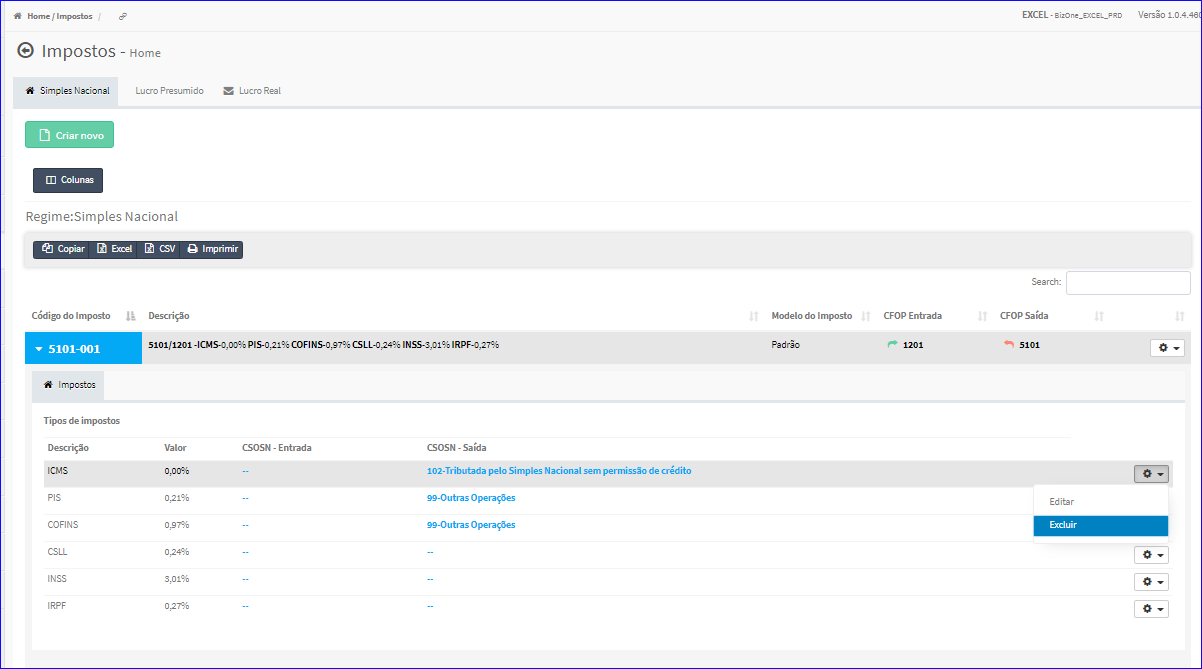 Home / Impostos /
EXCEL - BizOne_EXCEL_PRD Versão 1.0.4.460
Impostos - Home
Simples Nacional Lucro Presumido Lucro Real
Criar novo
Colunas
Regime:Simples Nacional
Copiar Excel CSV Imprimir
Search:
Código do Imposto Descrição Modelo do Imposto CFOP Entrada CFOP Saída
5101-001 5101/1201 -ICMS-0,00% PIS-0,21% COFINS-0,97% CSLL-0,24% INSS-3,01% IRPF-0,27% Padrão 1201 5101
Impostos
Tipos de impostos
Descrição Valor CSOSN - Entrada CSOSN - Saída
ICMS 0,00% -- 102-Tributada pelo Simples Nacional sem permissão de crédito
PIS 0,21% -- 99-Outras Operações
Editar
COFINS 0,97% -- 99-Outras Operações
Excluir
CSLL 0,24% -- --
INSS 3,01% -- --
IRPF 0,27% -- --